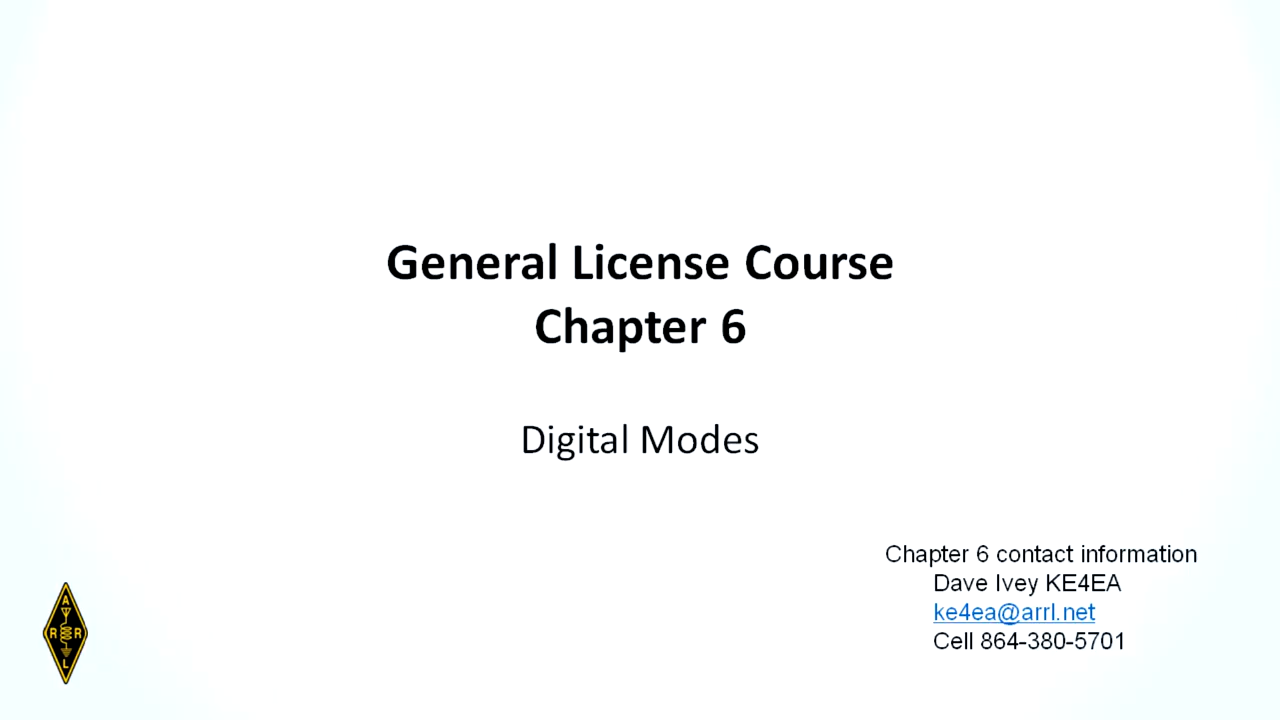 General License Course
Chapter 6
Digital Modes
Chapter 6 contact information
Dave Ivey KE4EA
ke4ea@arrl.net
Cell 864-380-5701
A
R R
L